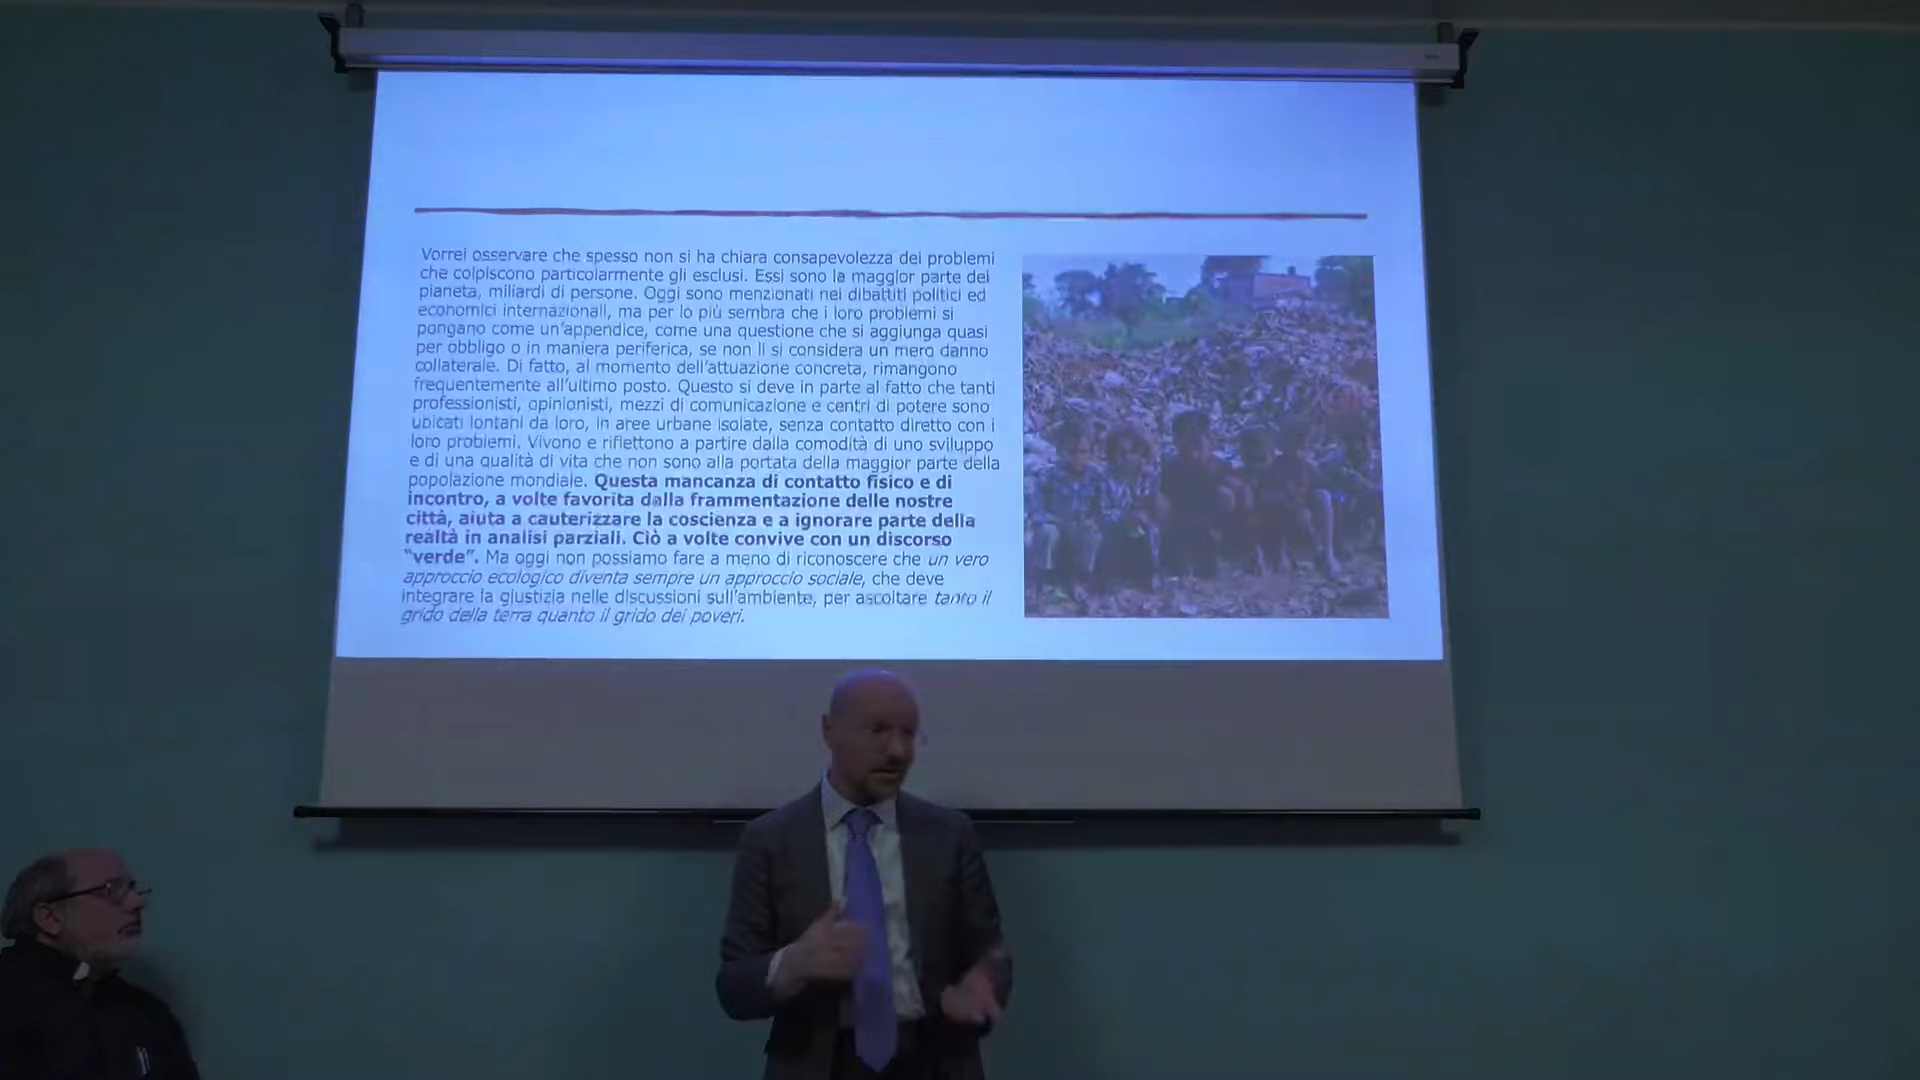 Vorrei osservare che spesso non si ha chiara consapevolezza dei problemi
che colpiscono particolarmente gli esclusi. Essi sono la maggior parte del
pianeta, miliardi di persone. Oggi sono menzionati nei dibattiti politici ed
economici internazionali, ma per lo più sembra che i loro problemi si
pongano come un'appendice, come una questione che si aggiunga quasi
per obbligo o in maniera periferica, se non li si considera un mero danno
collaterale. Di fatto, al momento dell'attuazione concreta, rimangono
frequentemente all'ultimo posto. Questo si deve in parte al fatto che tanti
professionisti, opinionisti, mezzi di comunicazione e centri di potere sono
ubicati lontani da loro, in aree urbane isolate, senza contatto diretto con i
loro problemi. Vivono e riflettono a partire dalla comodità di uno sviluppo
e di una qualità di vita che non sono alla portata della maggior parte della
popolazione mondiale. Questa mancanza di contatto fisico e di
incontro, a volte favorita dalla frammentazione delle nostre
città, aiuta a cauterizzare la coscienza e a ignorare parte della
realtà in analisi parziali. Ciò a volte convive con un discorso
"verde". Ma oggi non possiamo fare a meno di riconoscere che un vero
approccio ecologico diventa sempre un approccio sociale, che deve
integrare la giustizia nelle discussioni sull'ambiente, per ascoltare tanto il
grido della terra quanto il grido dei poveri.